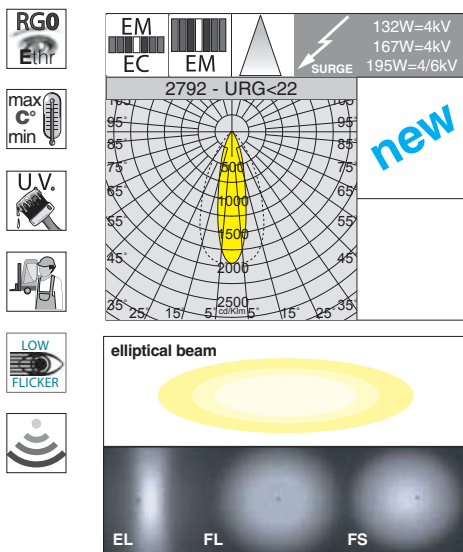 RG0
Ethr
max
C°
min
U.V.
LOW
FLICKER
EM
EC
EM
SURGE
132W=4kV
167W=4kV
195W=4/6kV
2792 - URG<22
new
105° 105°
95° 95°
85° 85°
75° 75°
65° 65°
55° 55°
45° 45°
35° 25° 15° 5° 5° 15° 25° 35°
500
1000
1500
2000
2500
cd/Klm
elliptical beam
EL FL FS